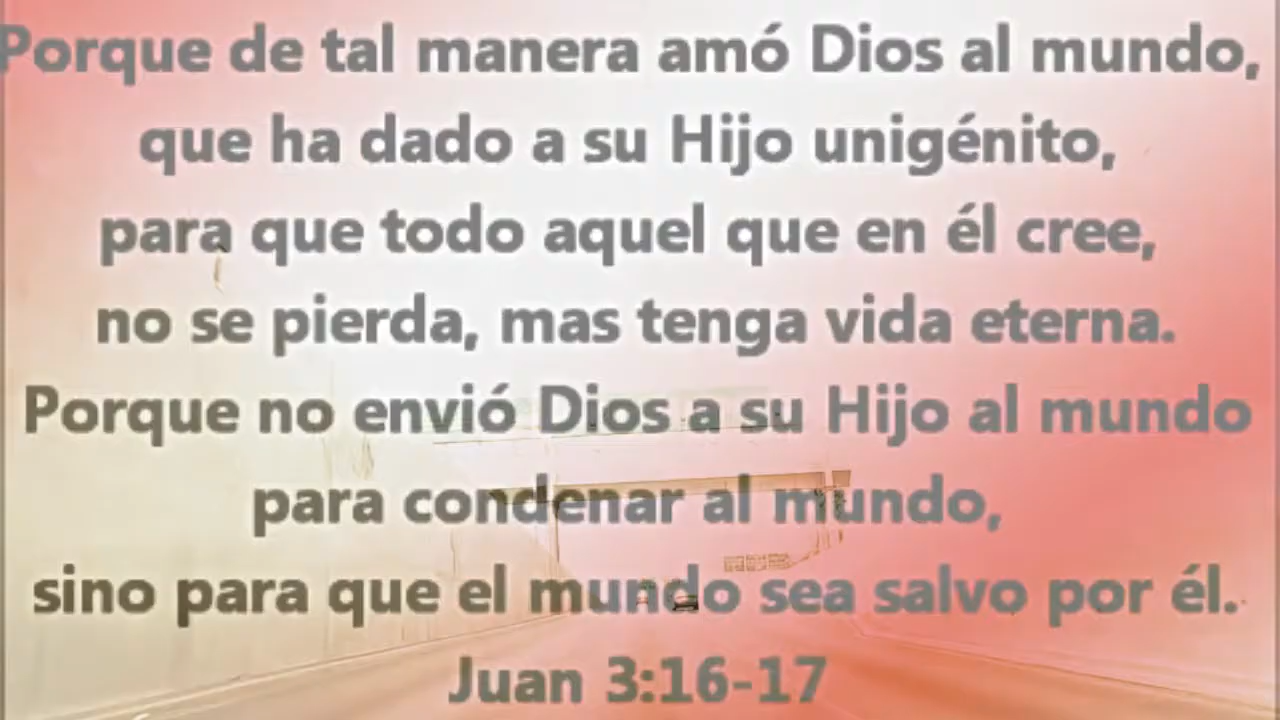 Porque de tal manera amó Dios al mundo,
que ha dado a su Hijo unigénito,
para que todo aquel que en él cree,
no se pierda, mas tenga vida eterna.
Porque no envió Dios a su Hijo al mundo
para condenar al mundo,
sino para que el mundo sea salvo por él.
Juan 3:16-17